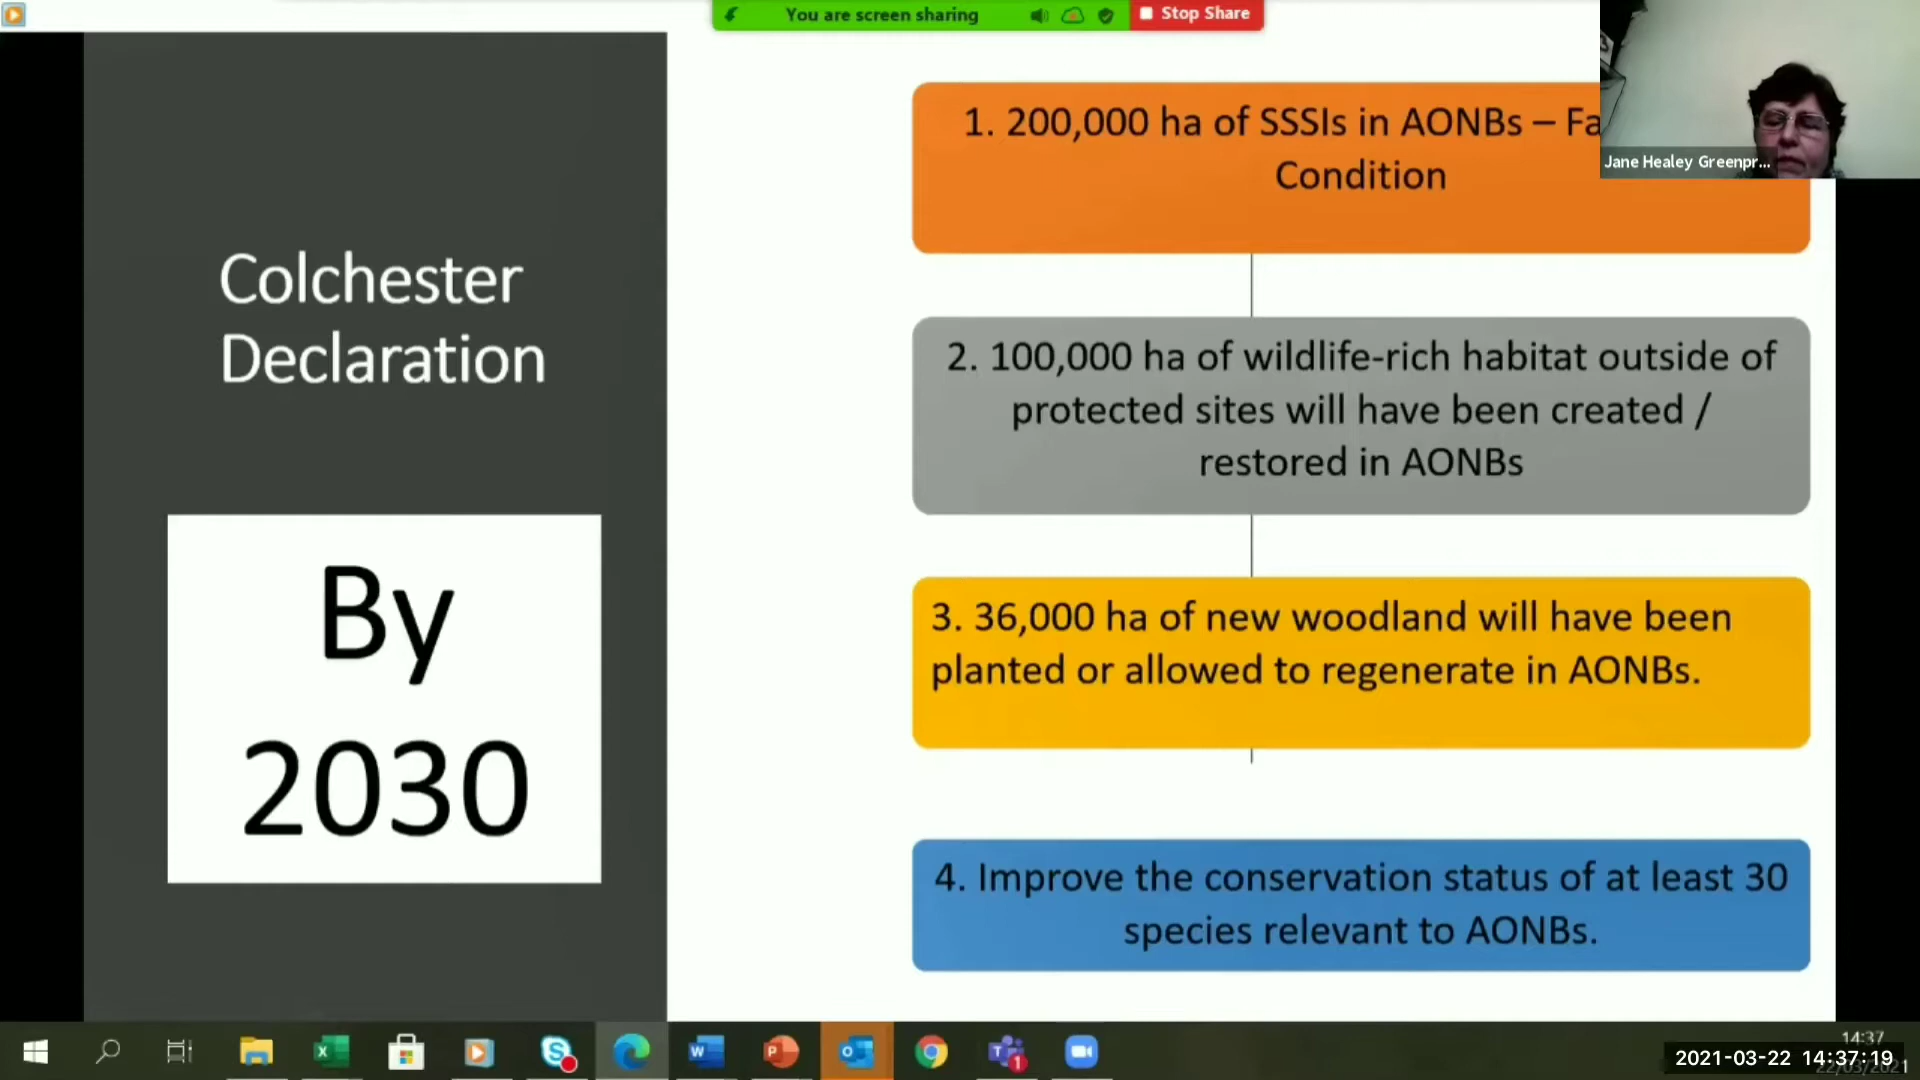 You are screen sharing
Stop Share
1. 200,000 ha of SSSIs in AONBs –
Condition
Jane Healey Greenpr...
Colchester
Declaration
2. 100,000 ha of wildlife-rich habitat outside of
protected sites will have been created /
restored in AONBs
By
2030
3. 36,000 ha of new woodland will have been
planted or allowed to regenerate in AONBs.
4. Improve the conservation status of at least 30
species relevant to AONBs.
14:37
2021-03-22 14:37:19